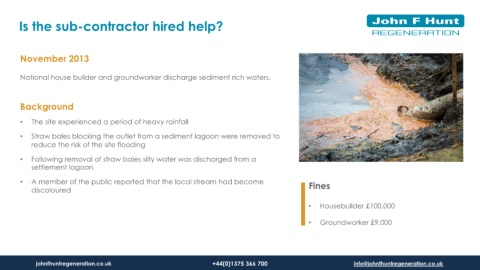 Is the sub-contractor hired help?
John F Hunt
REGENERATION
November 2013
National house builder and groundworker discharge sediment rich waters.
Background
• The site experienced a period of heavy rainfall
• Straw bales blocking the outlet from a sediment lagoon were removed to
reduce the risk of the site flooding
• Following removal of straw bales silty water was discharged from a
settlement lagoon
• A member of the public reported that the local stream had become
discoloured
Fines
• Housebuilder £100,000
• Groundworker £9,000
johnfhuntregeneration.co.uk
+44(0)1375 366 700
info@johnfhuntregeneration.co.uk